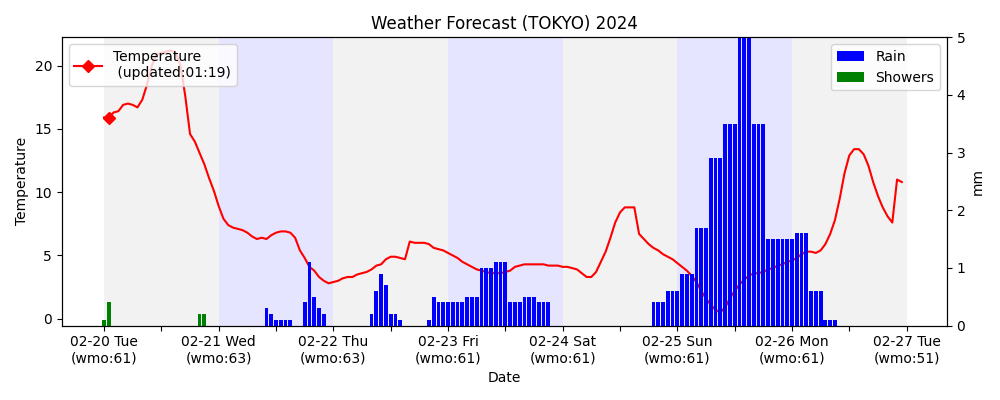 Weather Forecast (TOKYO) 2024
Temperature
(updated:01:19)
Rain
Showers
20
15
10
5
0
Temperature
5
4
3
2
1
0
mm
02-20 Tue 02-21 Wed 02-22 Thu 02-23 Fri 02-24 Sat 02-25 Sun 02-26 Mon 02-27 Tue
(wmo:61) (wmo:63) (wmo:63) (wmo:61) (wmo:61) (wmo:61) (wmo:61) (wmo:51)
Date